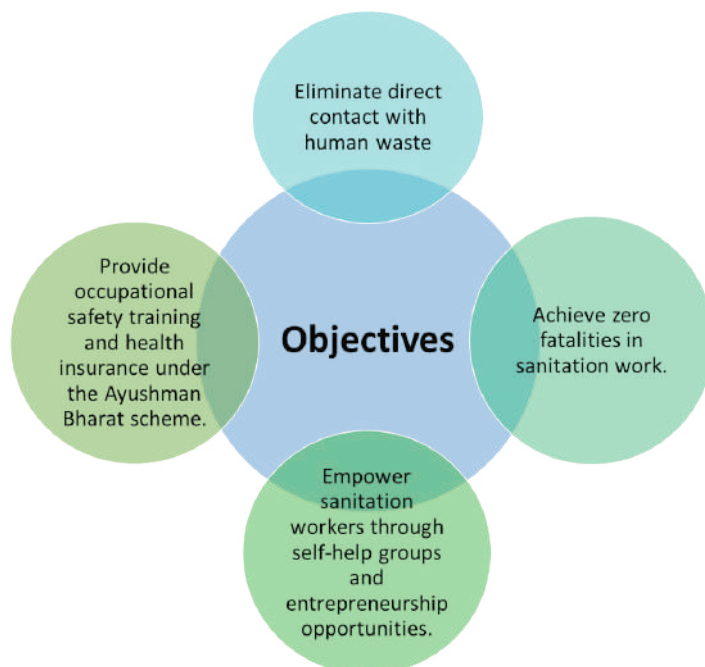 Eliminate direct
contact with
human waste
Provide
occupational
safety training
and health
insurance under
the Ayushman
Bharat scheme.
Objectives
Achieve zero
fatalities in
sanitation work.
Empower
sanitation
workers through
self-help groups
and
entrepreneurship
opportunities.